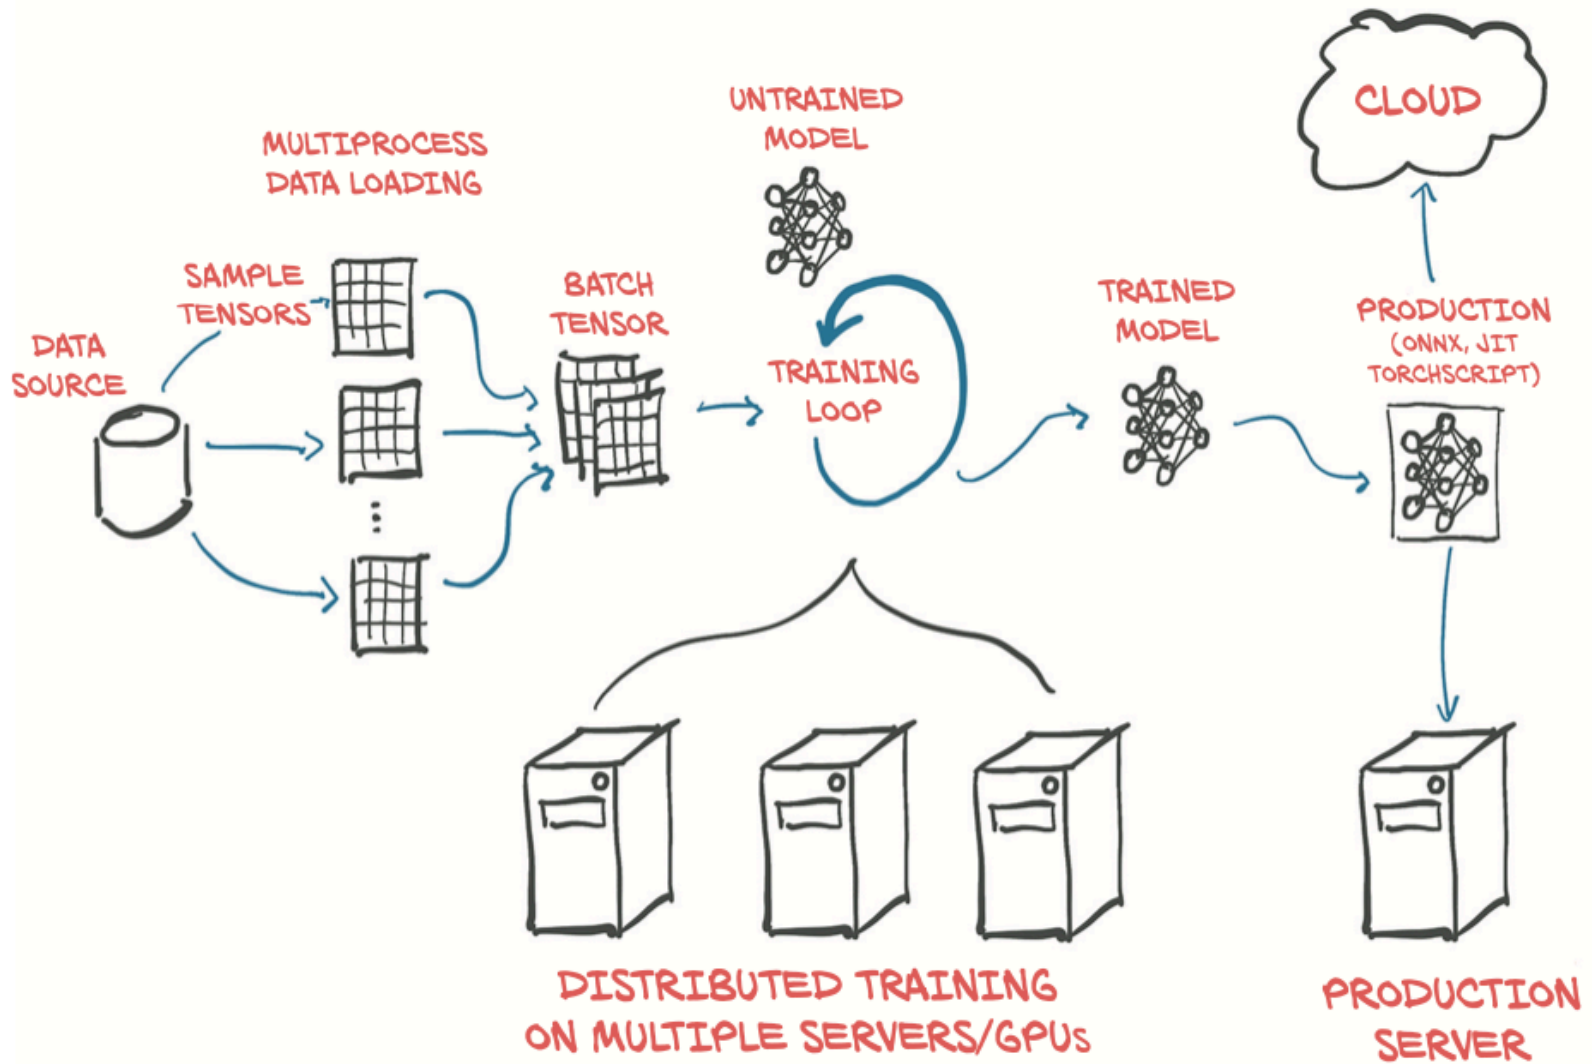 DATA
SOURCE
SAMPLE
TENSORS
MULTIPROCESS
DATA LOADING
BATCH
TENSOR
UNTRAINED
MODEL
TRAINING
LOOP
TRAINED
MODEL
PRODUCTION
(ONNX, JIT
TORCHSCRIPT)
CLOUD
DISTRIBUTED TRAINING
ON MULTIPLE SERVERS/GPUs
PRODUCTION
SERVER